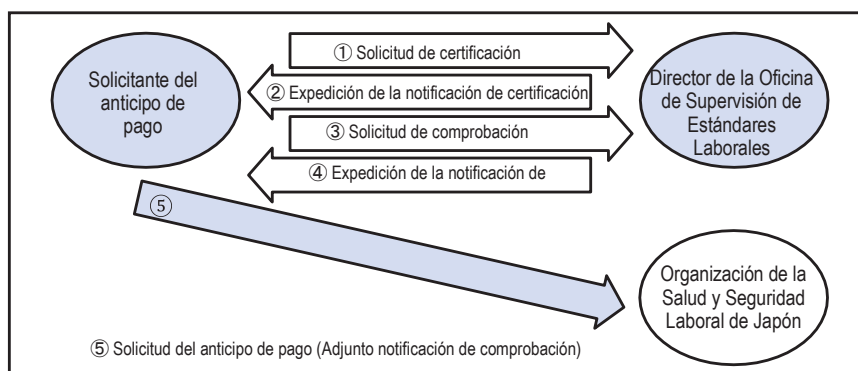 Solicitante del
anticipo de
pago
① Solicitud de certificación
② Expedición de la notificación de certificación
③ Solicitud de comprobación
④ Expedición de la notificación de
Director de la Oficina
de Supervisión de
Estándares
Laborales
⑤
Organización de la
Salud y Seguridad
Laboral de Japón
⑤ Solicitud del anticipo de pago (Adjunto notificación de comprobación)